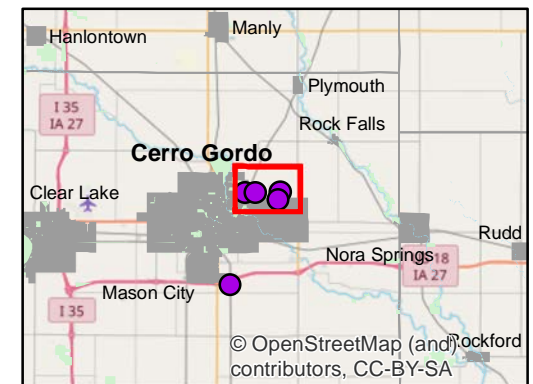 Hanlontown
Manly
Plymouth
I 35
IA 27
Rock Falls
Cerro Gordo
Clear Lake
Rudd
Nora Springs
18
IA 27
Mason City
I 35
© OpenStreetMap (and)
Rockford
contributors, CC-BY-SA